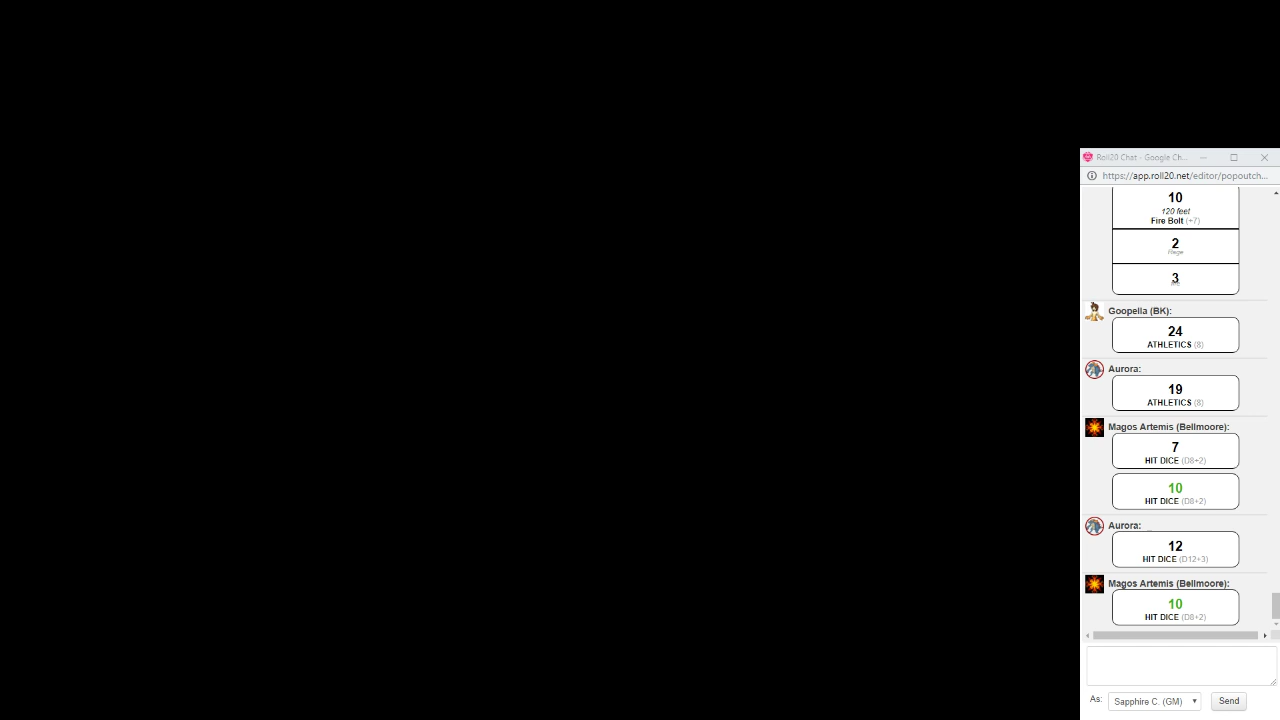 Roll20 Chat - Google Ch...
https://app.roll20.net/editor/popoutch...
10
120 feet
Fire Bolt (+7)
2
Rage
3
Goopella (BK):
24
ATHLETICS (8)
Aurora:
19
ATHLETICS (8)
Magos Artemis (Bellmoore):
7
HIT DICE (D8+2)
10
HIT DICE (D8+2)
Aurora:
12
HIT DICE (D12+3)
Magos Artemis (Bellmoore):
10
HIT DICE (D8+2)
As:
Sapphire C. (GM)
Send